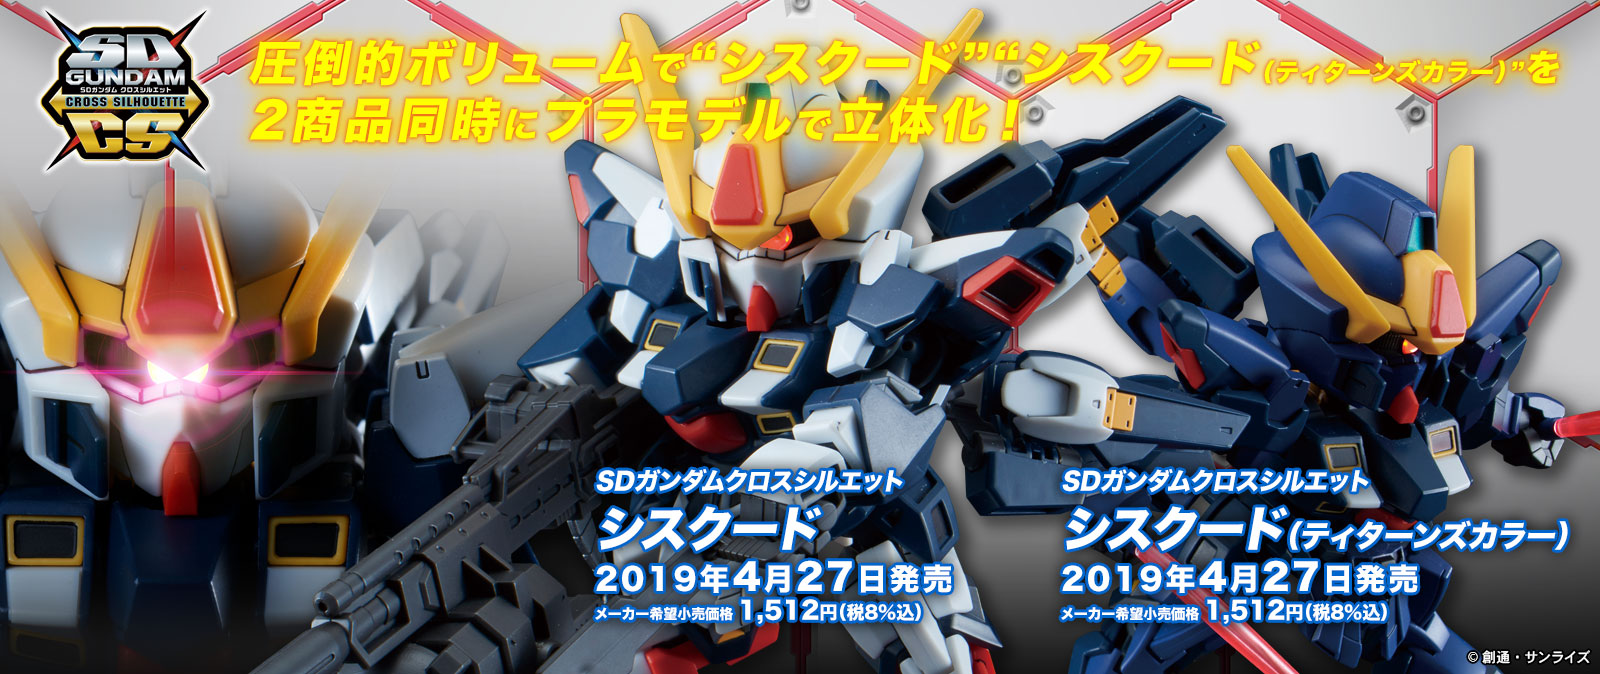 SD
GUNDAM
SDガンダム クロスシルエット
CROSS SILHOUETTE
CS
圧倒的ボリュームで“シスクード”“シスクード(ティターンズカラー)”を
2商品同時にプラモデルで立体化！
SDガンダムクロスシルエット
シスクード
2019年4月27日発売
メーカー希望小売価格 1,512円(税8%込)
SDガンダムクロスシルエット
シスクード(ティターンズカラー)
2019年4月27日発売
メーカー希望小売価格 1,512円(税8%込)
© 創通・サンライズ